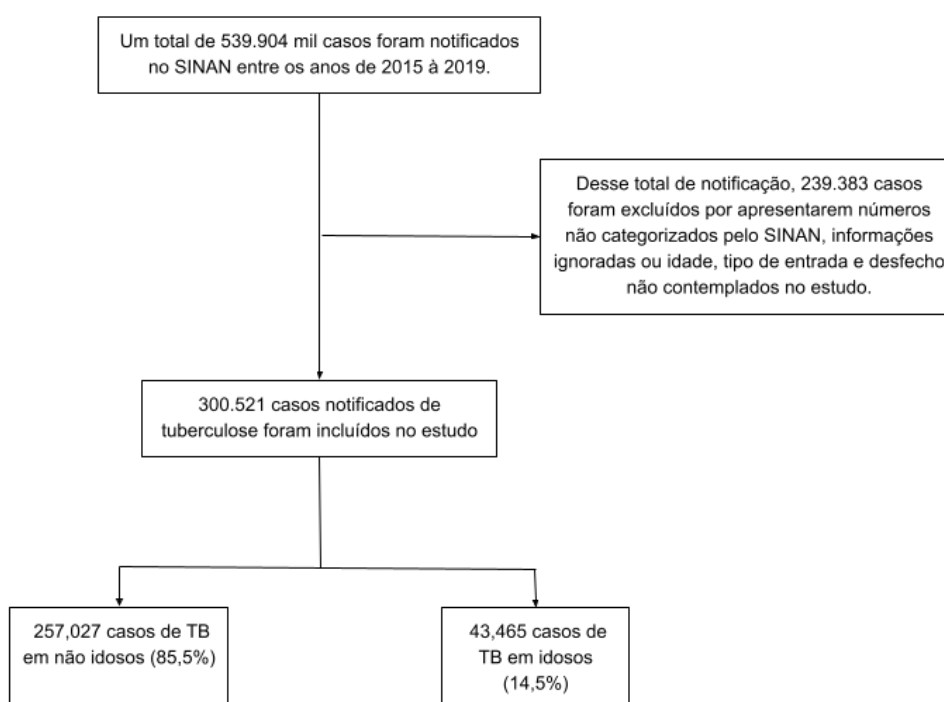 Um total de 539.904 mil casos foram notificados
no SINAN entre os anos de 2015 à 2019.
Desse total de notificação, 239.383 casos
foram excluídos por apresentarem números
não categorizados pelo SINAN, informações
ignoradas ou idade, tipo de entrada e desfecho
não contemplados no estudo.
300.521 casos notificados de
tuberculose foram incluídos no estudo
257,027 casos de TB
em não idosos (85,5%)
43,465 casos de
TB em idosos
(14,5%)